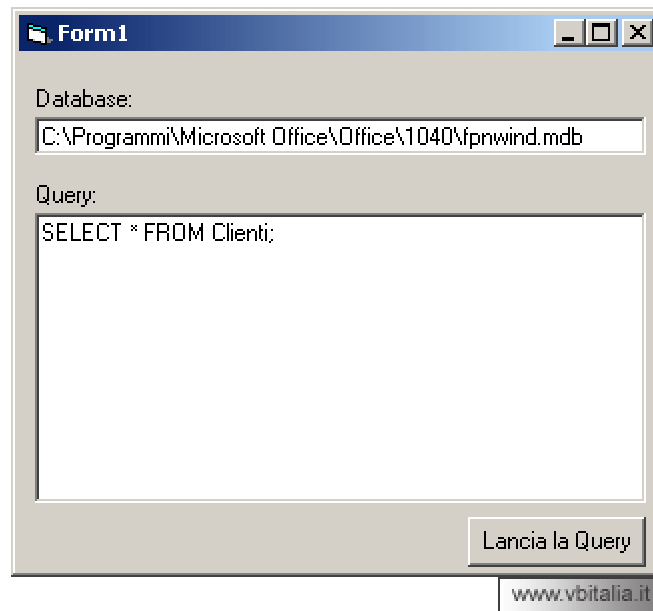 Form1
Database:
C:\Programmi\Microsoft Office\Office\1040\fpnwind.mdb
Query:
SELECT * FROM Clienti;
Lancia la Query
www.vbitalia.it